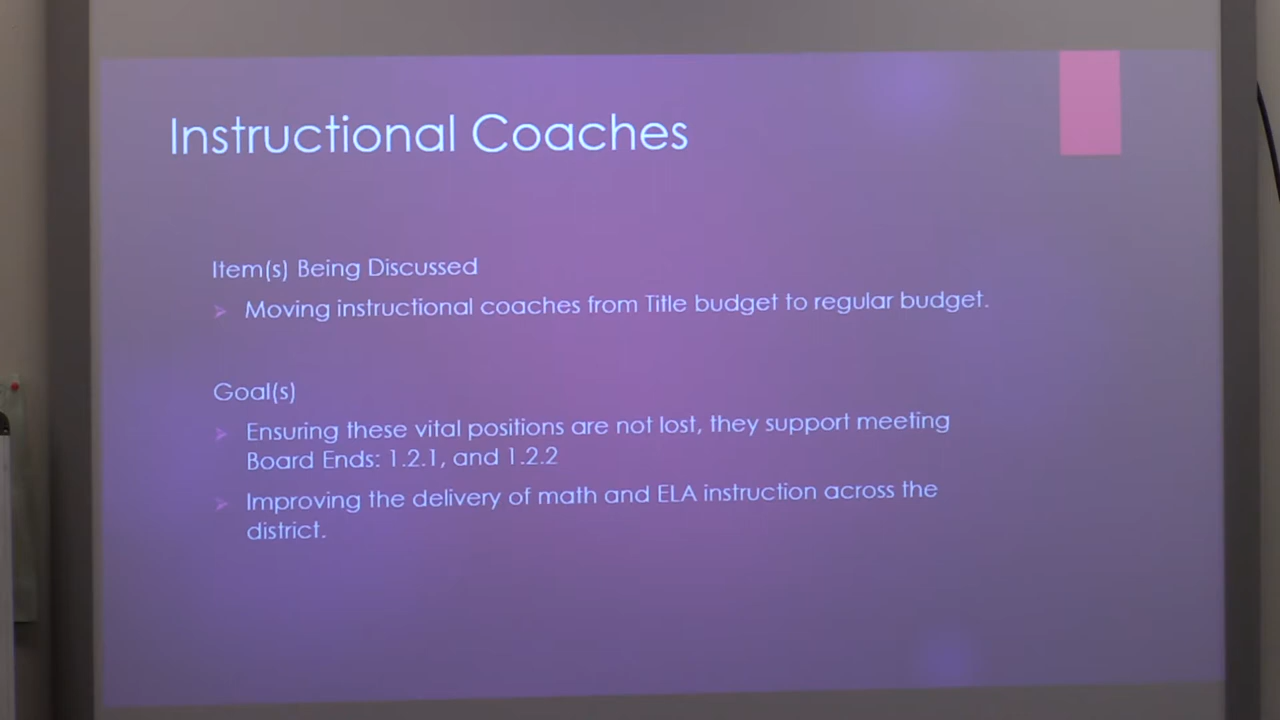 Instructional Coaches
Item(s) Being Discussed
Moving instructional coaches from Title budget to regular budget.
Goal(s)
Ensuring these vital positions are not lost, they support meeting
Board Ends: 1.2.1, and 1.2.2
Improving the delivery of math and ELA instruction across the
district.